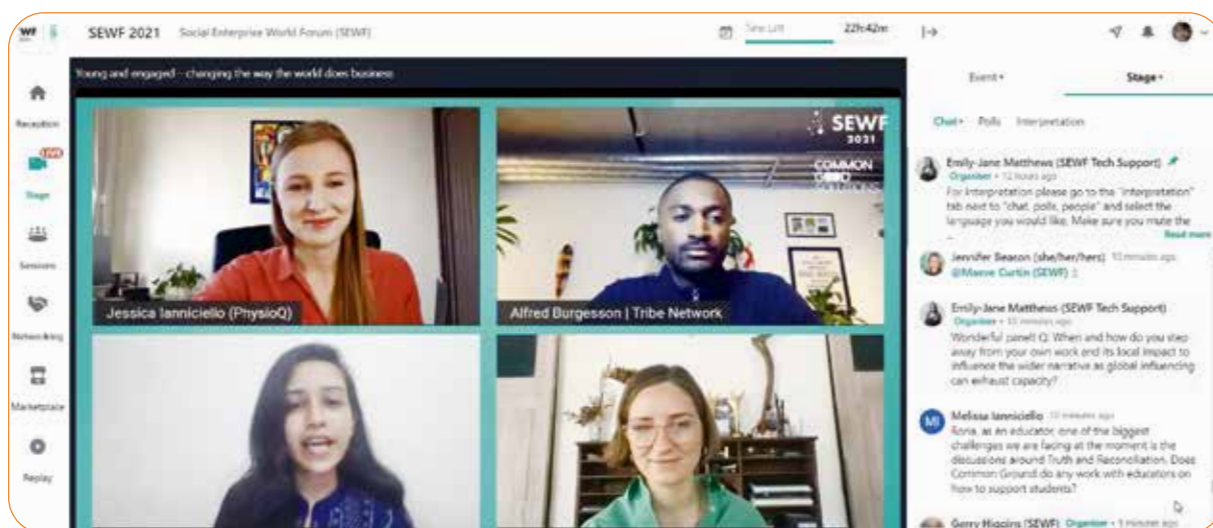 SEWF 2021
Social Enterprise World Forum (SEWF)
22h:42m
Young and engaged - changing the way the world does business
Reception
LIVE
Stage
Sessions
Networking
Marketplace
Replay
SEWF
2021
COMMON
GOOD
SOLUTIONS
Jessica Ianniciello (PhysioQ)
Alfred Burgesson | Tribe Network
Event
Stage
Chat
Polls
Interpretation
Emily-Jane Matthews (SEWF Tech Support)
Organiser • 12 hours ago
For Interpretation please go to the "Interpretation"
tab next to "chat, polls, people" and select the
language you would like. Make sure you mute the
...
Read more
Jennifer Beacon (she/her/hers) 10 minutes ago
@Maeve Curtin (SEWF)
Emily-Jane Matthews (SEWF Tech Support)
Organiser • 10 minutes ago
Wonderful panel! Q: When and how do you step
away from your own work and its local impact to
influence the wider narrative as global influencing
can exhaust capacity?
MI
Melissa Ianniciello 10 minutes ago
as an educator, one of the biggest
challenges we are facing at the moment is the
discussions around Truth and Reconciliation. Does
Common Ground do any work with educators on
how to support students?
Gerry Higgins (SEWF) Organiser • minutes ago